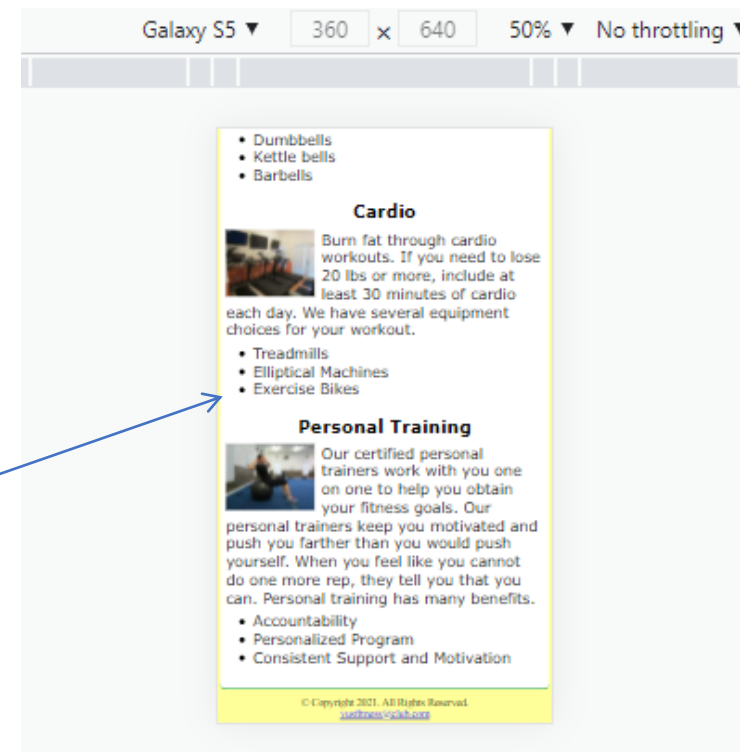 Galaxy S5 ▼ 360 × 640 50% ▼ No throttling ▼
• Dumbbells
• Kettle bells
• Barbells
Cardio
Burn fat through cardio
workouts. If you need to lose
20 lbs or more, include at
least 30 minutes of cardio
each day. We have several equipment
choices for your workout.
• Treadmills
• Elliptical Machines
• Exercise Bikes
Personal Training
Our certified personal
trainers work with you one
on one to help you obtain
your fitness goals. Our
personal trainers keep you motivated and
push you farther than you would push
yourself. When you feel like you cannot
do one more rep, they tell you that you
can. Personal training has many benefits.
• Accountability
• Personalized Program
• Consistent Support and Motivation
© Copyright 2021. All Rights Reserved.